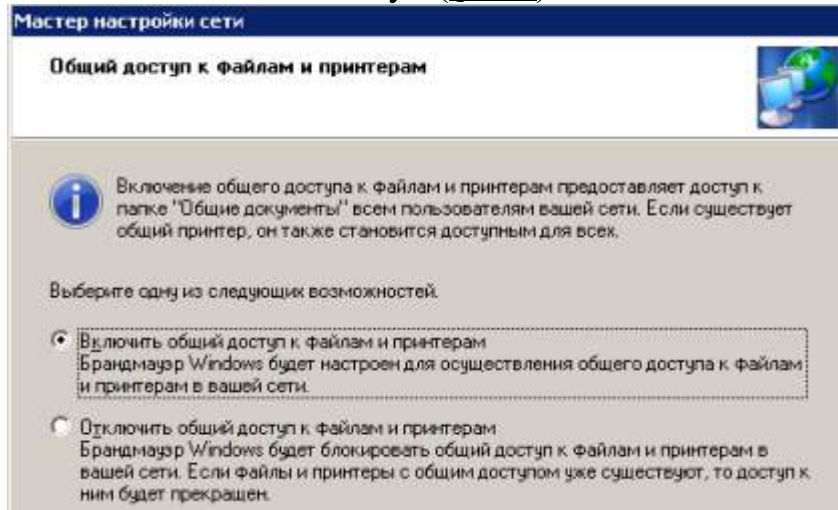 Мастер настройки сети
Общий доступ к файлам и принтерам
Включение общего доступа к файлам и принтерам предоставляет доступ к
папке "Общие документы" всем пользователям вашей сети. Если существует
общий принтер, он также становится доступным для всех.
Выберите одну из следующих возможностей.
Включить общий доступ к файлам и принтерам
Брандмауэр Windows будет настроен для осуществления общего доступа к файлам
и принтерам в вашей сети.
Отключить общий доступ к файлам и принтерам
Брандмауэр Windows будет блокировать общий доступ к файлам и принтерам в
вашей сети. Если файлы и принтеры с общим доступом уже существуют, то доступ к
ним будет прекращен.